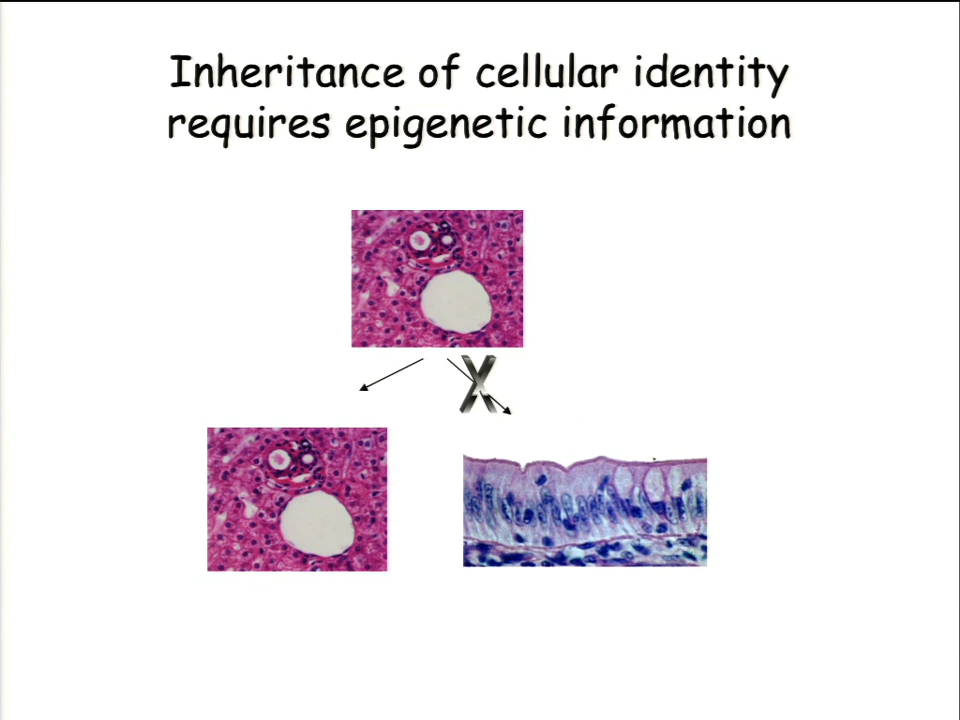 Inheritance of cellular identity
requires epigenetic information
X